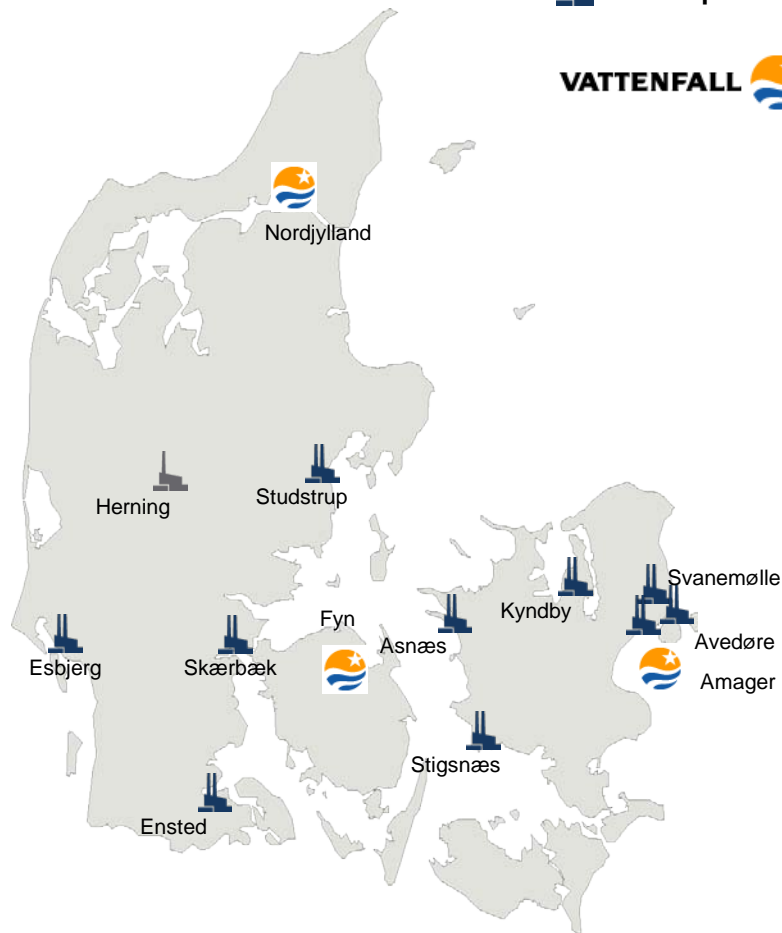 VATTENFALL
Nordjylland
Herning
Studstrup
Svanemølle
Kyndby
Fyn
Asnæs
Avedøre
Esbjerg
Skærbæk
Amager
Stigsnæs
Ensted